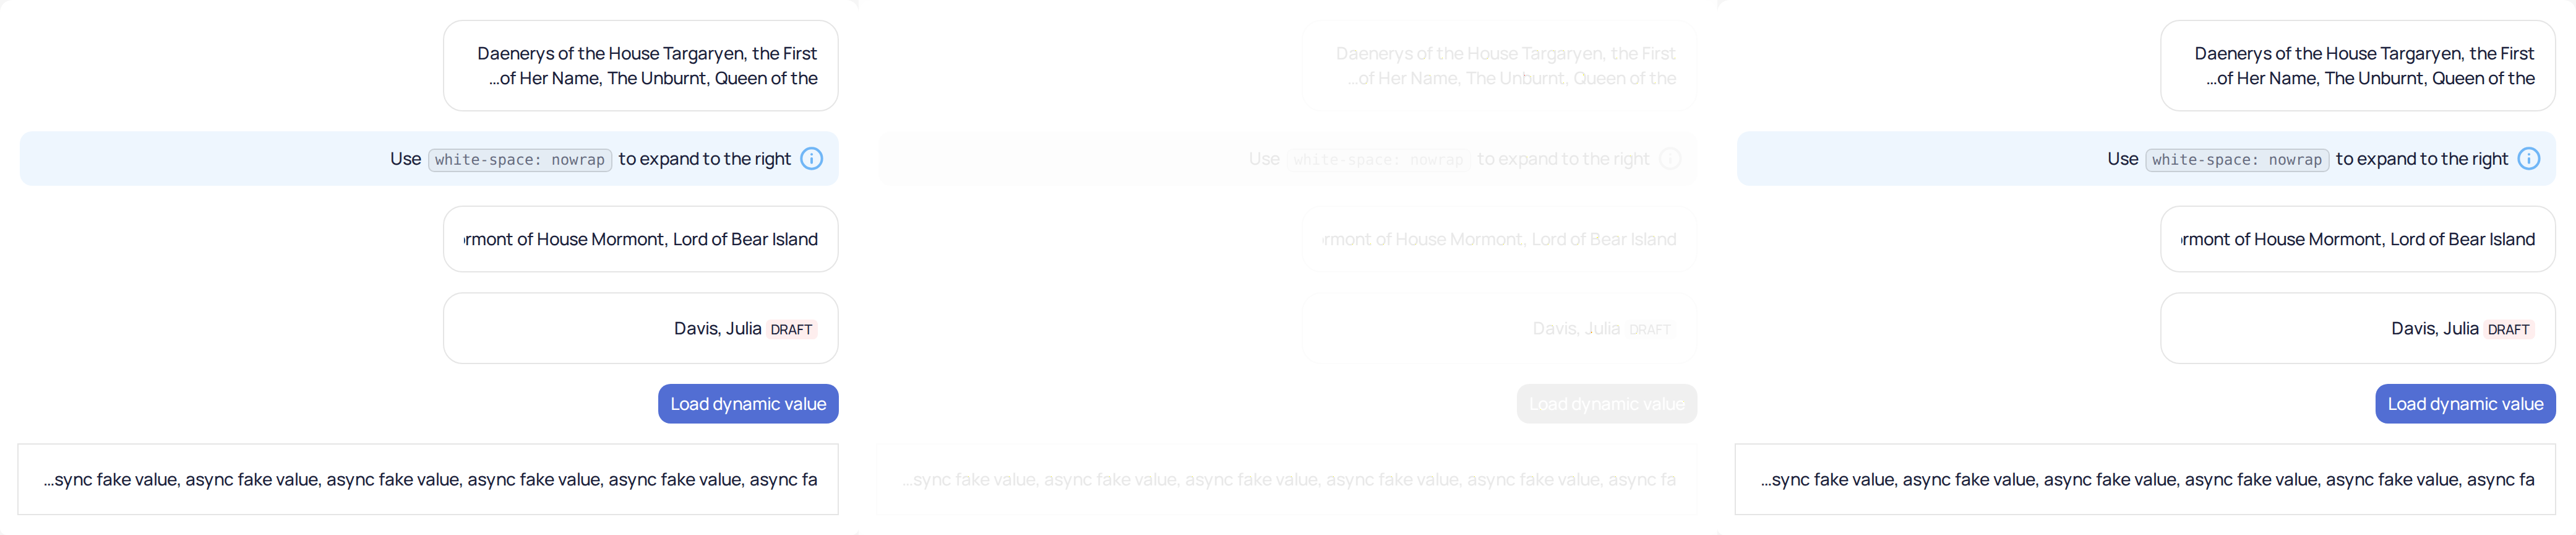 Daenerys of the House Targaryen, the First
...of Her Name, The Unburnt, Queen of the
Use white-space: nowrap to expand to the right
ormont of House Mormont, Lord of Bear Island
Davis, Julia DRAFT
Load dynamic value
...sync fake value, async fake value, async fake value, async fake value, async fake value, async fa
Daenerys of the House Targaryen, the First
...of Her Name, The Unburnt, Queen of the
Use white-space: nowrap to expand to the right
ormont of House Mormont, Lord of Bear Island
Davis, Julia DRAFT
Load dynamic value
...sync fake value, async fake value, async fake value, async fake value, async fake value, async fa
Daenerys of the House Targaryen, the First
...of Her Name, The Unburnt, Queen of the
Use white-space: nowrap to expand to the right
ormont of House Mormont, Lord of Bear Island
Davis, Julia DRAFT
Load dynamic value
...sync fake value, async fake value, async fake value, async fake value, async fake value, async fa